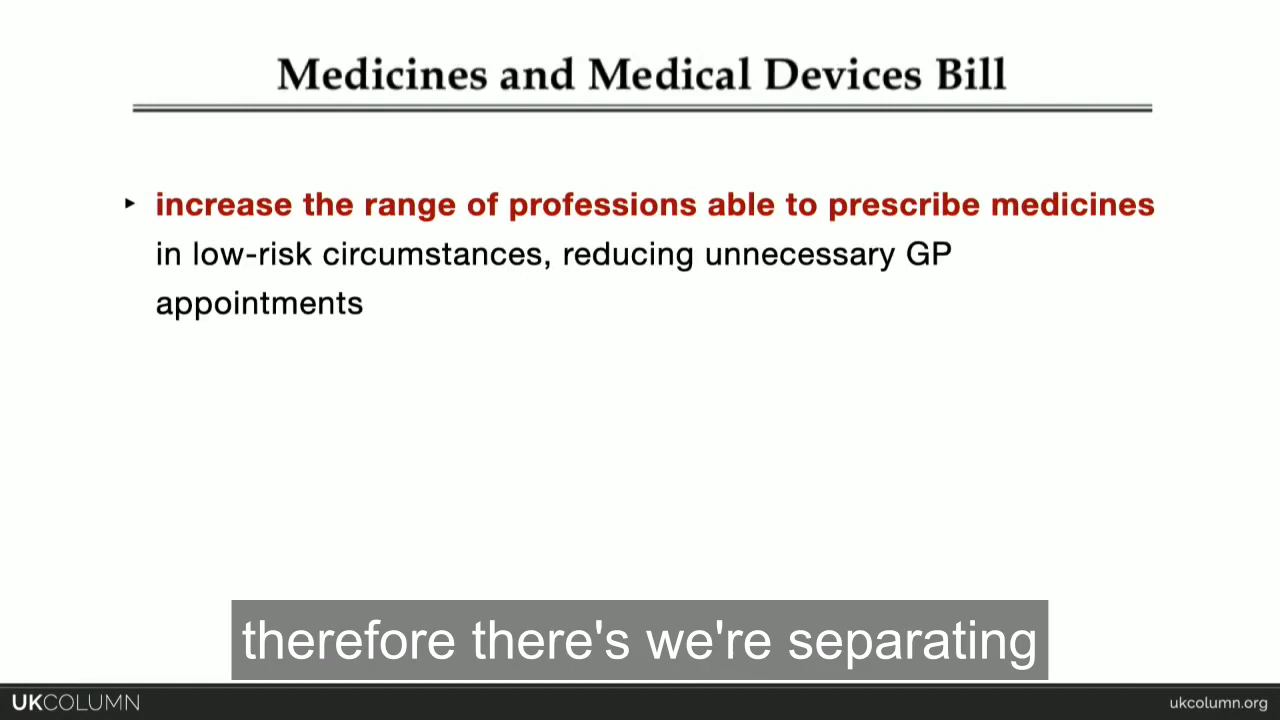 Medicines and Medical Devices Bill
‣ increase the range of professions able to prescribe medicines
in low-risk circumstances, reducing unnecessary GP
appointments
therefore there's we're separating
UKCOLUMN
ukcolumn.org